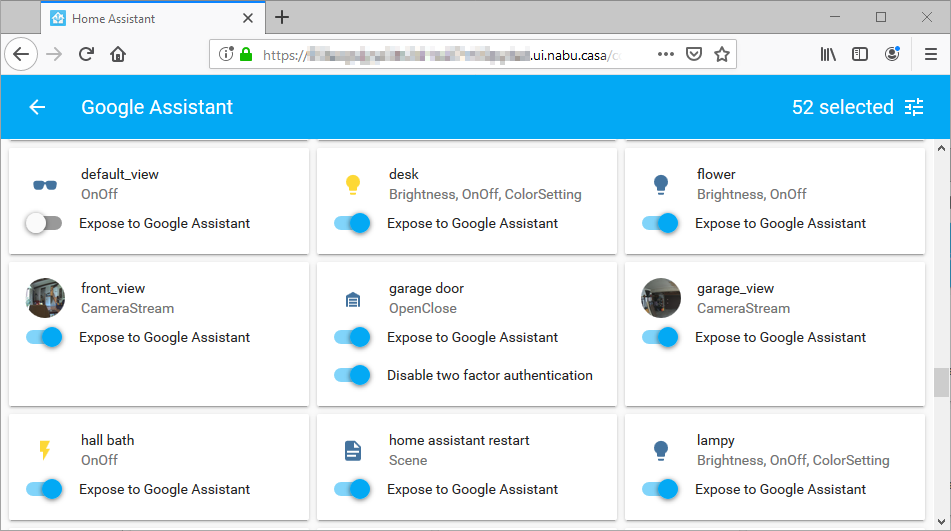 Home Assistant
https:// .ui.nabu.casa/
Google Assistant
52 selected
default_view
OnOff
Expose to Google Assistant
desk
Brightness, OnOff, ColorSetting
Expose to Google Assistant
flower
Brightness, OnOff
Expose to Google Assistant
front_view
CameraStream
Expose to Google Assistant
garage door
OpenClose
Expose to Google Assistant
Disable two factor authentication
garage_view
CameraStream
Expose to Google Assistant
hall bath
OnOff
Expose to Google Assistant
home assistant restart
Scene
Expose to Google Assistant
lampy
Brightness, OnOff, ColorSetting
Expose to Google Assistant